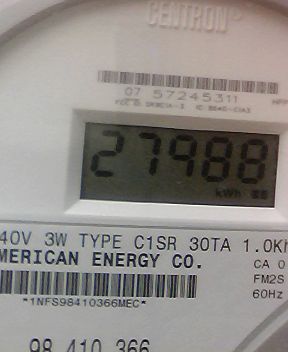 CENTRON®
07 57245311
27988
kWh
40V 3W TYPE C1SR 30TA 1.0Kh
MERICAN ENERGY CO.
CA 0
FM2S
60Hz
*1NFS98410366MEC*
98 410 366